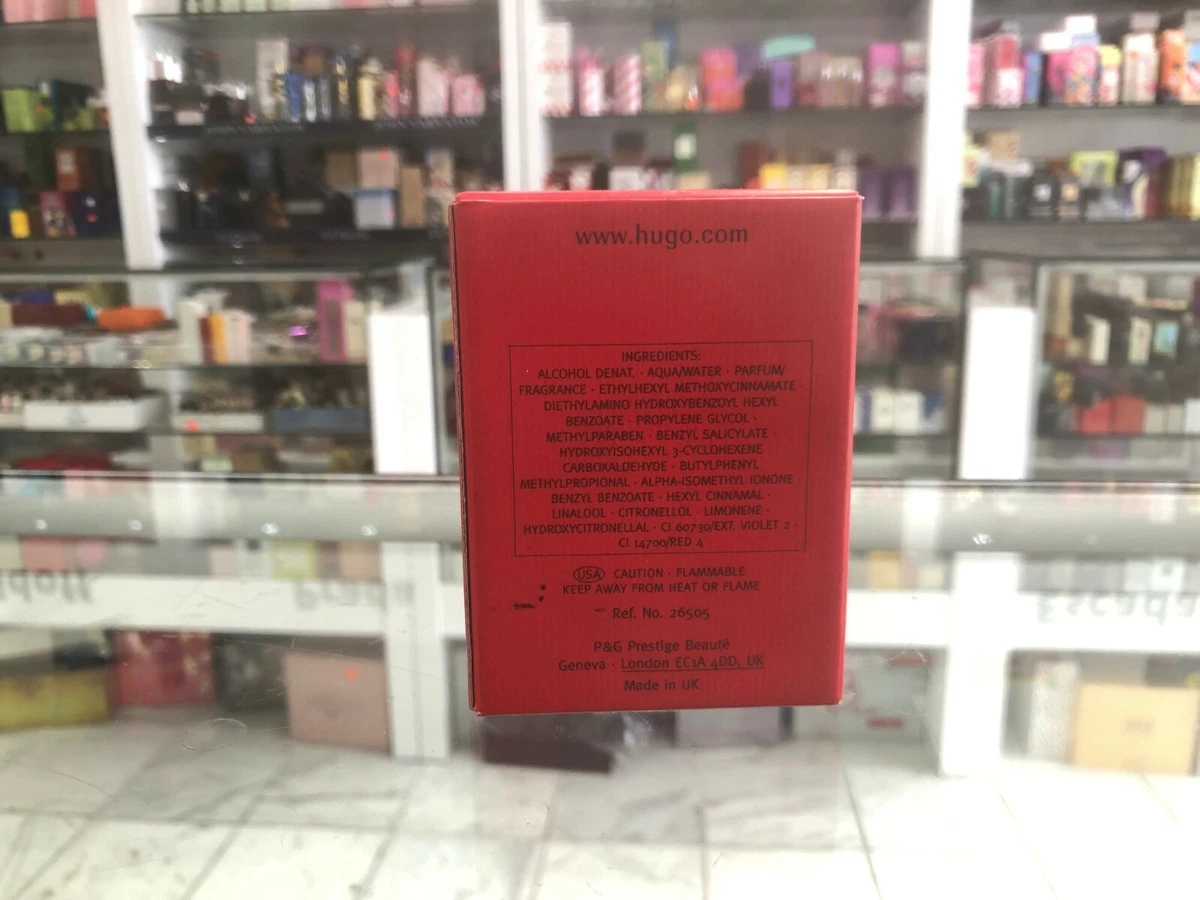 www.hugo.com
INGREDIENTS:
ALCOHOL DENAT. · AQUA/WATER · PARFUM/
FRAGRANCE · ETHYLHEXYL METHOXYCINNAMATE ·
DIETHYLAMINO HYDROXYBENZOYL HEXYL
BENZOATE · PROPYLENE GLYCOL ·
METHYLPARABEN · BENZYL SALICYLATE ·
HYDROXYISOHEXYL 3-CYCLOHEXENE
CARBOXALDEHYDE · BUTYLPHENYL
METHYLPROPIONAL · ALPHA-ISOMETHYL IONONE ·
BENZYL BENZOATE · HEXYL CINNAMAL ·
LINALOOL · CITRONELLOL · LIMONENE ·
HYDROXYCITRONELLAL · CI 60730/EXT. VIOLET 2 ·
CI 14700/RED 4
USA CAUTION · FLAMMABLE
KEEP AWAY FROM HEAT OR FLAME
Ref. No. 26505
P&G Prestige Beauté
Geneva · London EC1A 4DD, UK
Made in UK
Prada
Escada